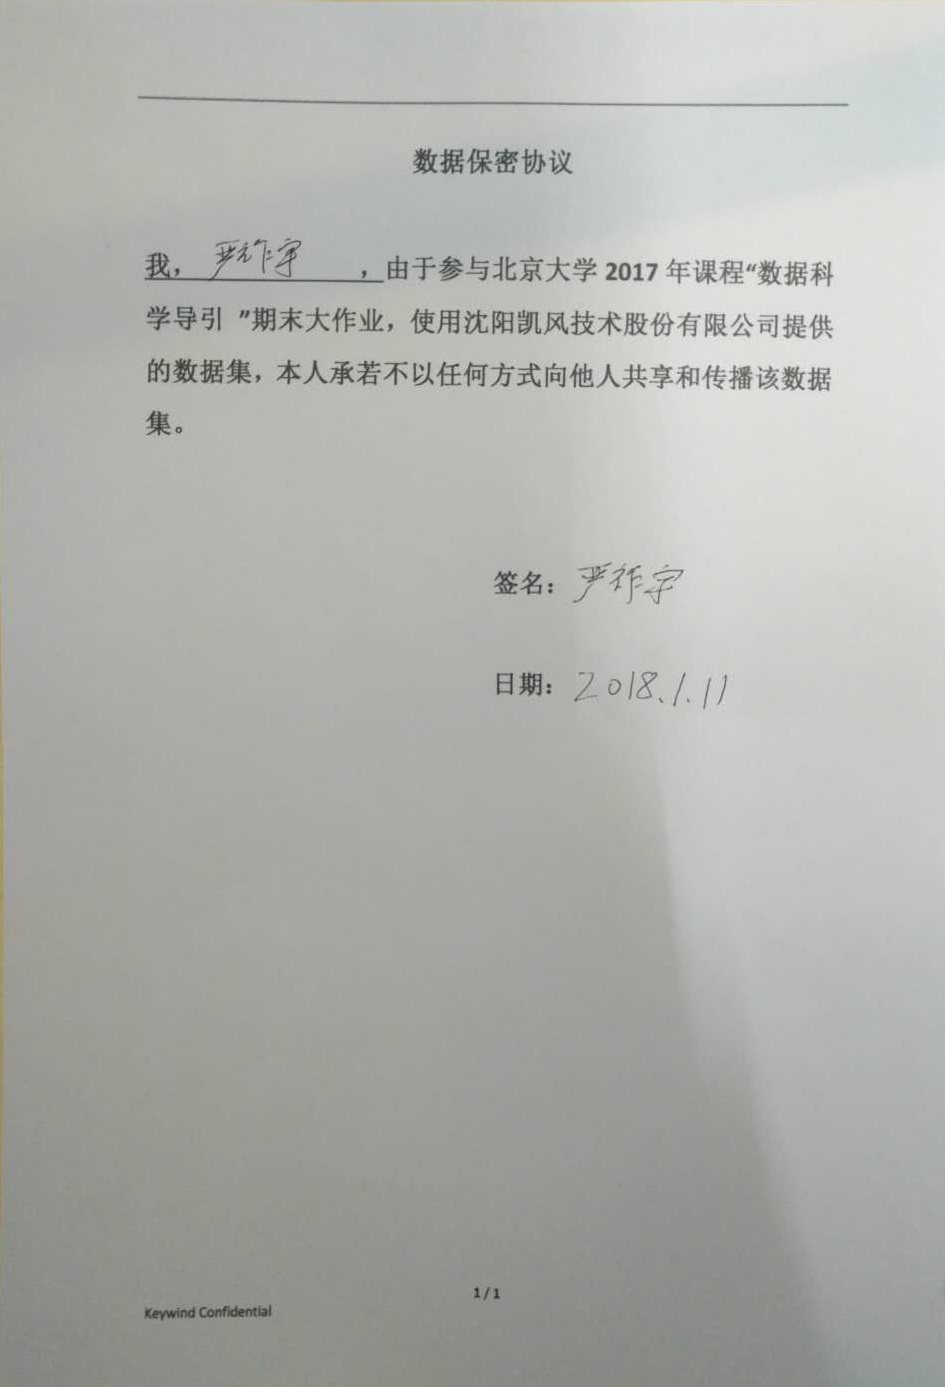 数据保密协议
我，严祚宇，由于参与北京大学 2017 年课程“数据科
学导引 ”期末大作业，使用沈阳凯风技术股份有限公司提供
的数据集，本人承若不以任何方式向他人共享和传播该数据
集。
签名：严祚宇
日期：2018.1.11
1 / 1
Keywind Confidential